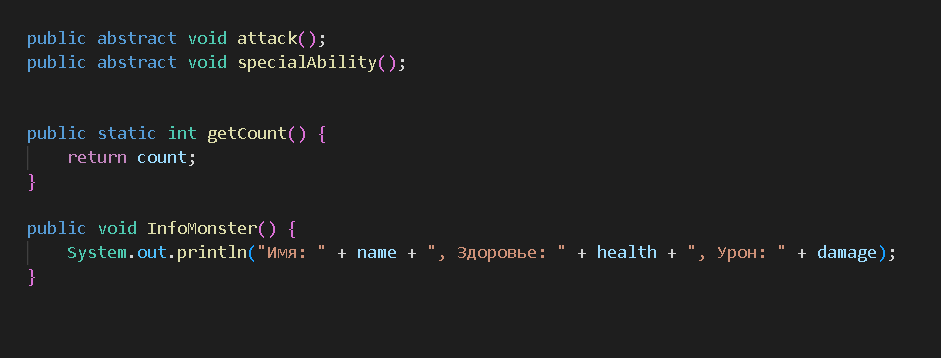 public abstract void attack();
public abstract void specialAbility();
public static int getCount() {
return count;
}
public void InfoMonster() {
System.out.println("Имя: " + name + ", Здоровье: " + health + ", Урон: " + damage);
}